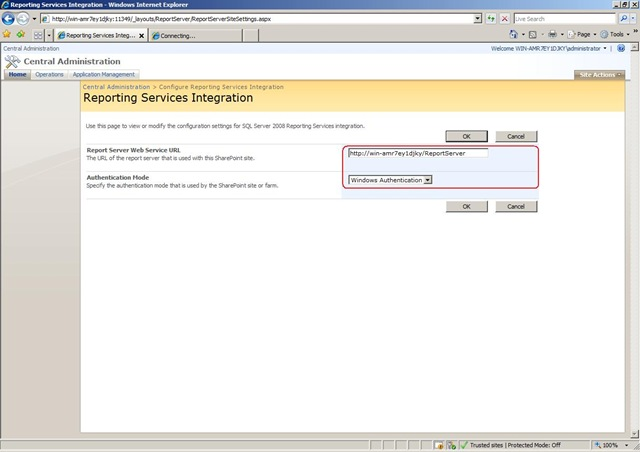 Reporting Services Integration - Windows Internet Explorer
http://win-amr7ey1djky:11349/_layouts/ReportServer/ReportServerSiteSettings.aspx
Live Search
Reporting Services Integ...
Connecting...
Page
Tools
Central Administration
Welcome WIN-AMR7EY1DJKY\administrator
Central Administration
Home
Operations
Application Management
Site Actions
Central Administration > Configure Reporting Services Integration
Reporting Services Integration
Use this page to view or modify the configuration settings for SQL Server 2008 Reporting Services integration.
OK
Cancel
Report Server Web Service URL
The URL of the report server that is used with this SharePoint site.
http://win-amr7ey1djky/ReportServer
Authentication Mode
Specify the authentication mode that is used by the SharePoint site or farm.
Windows Authentication
OK
Cancel
Trusted sites | Protected Mode: Off
100%